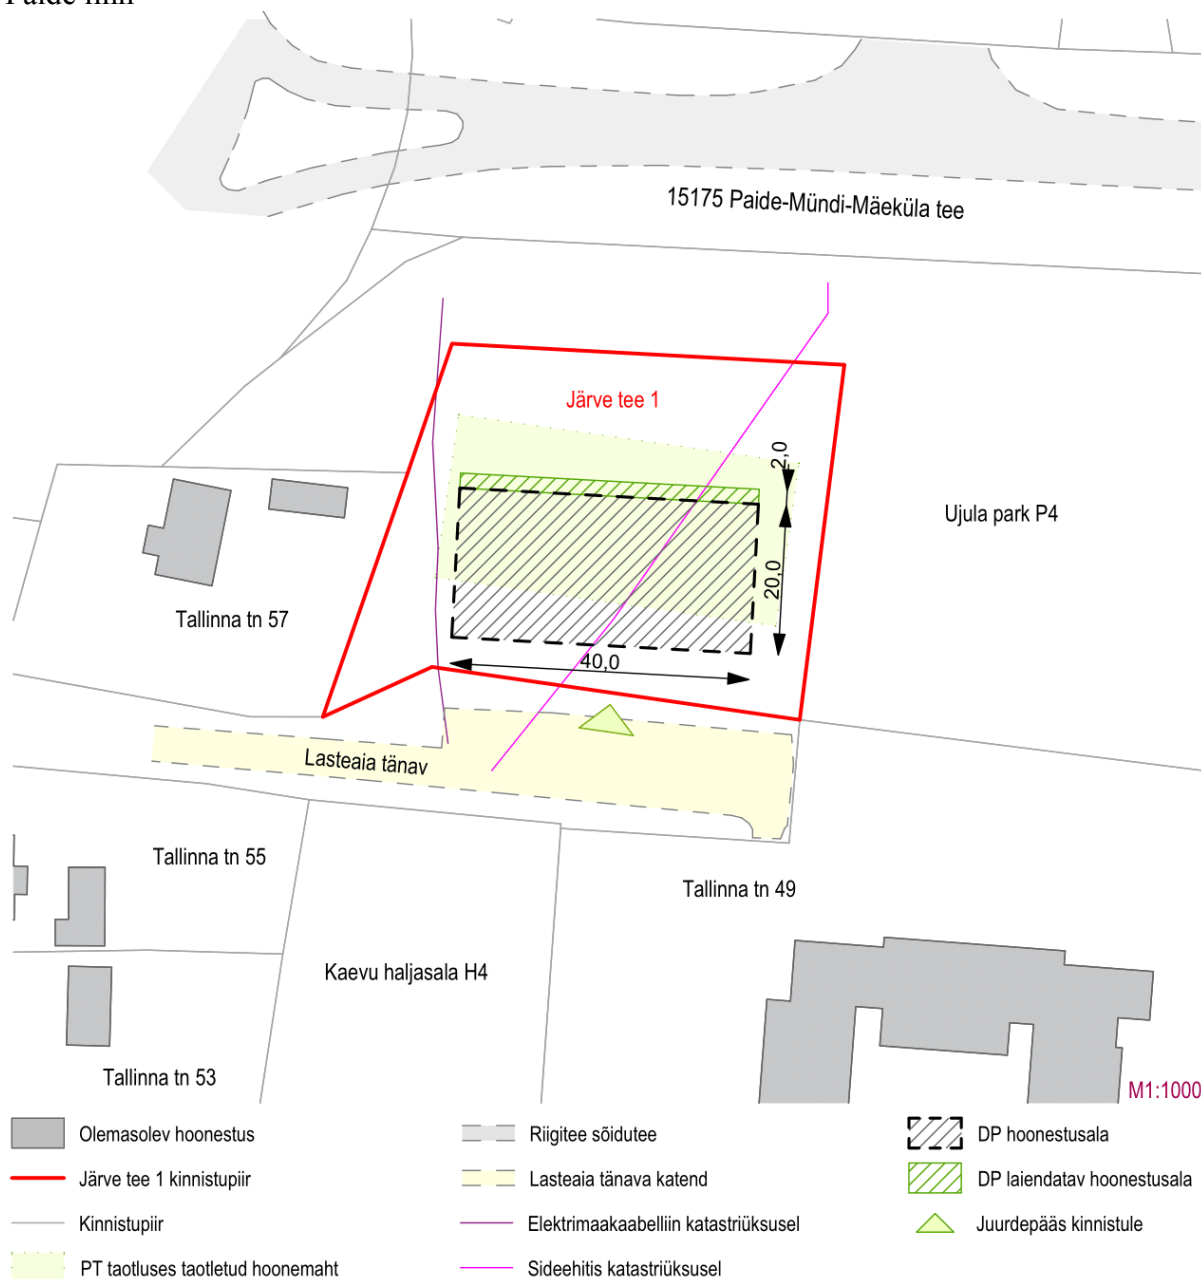 15175 Paide-Mündi-Mäeküla tee
Järve tee 1
2,0
Ujula park P4
20,0
Tallinna tn 57
40,0
Lasteaia tänav
Tallinna tn 55
Tallinna tn 49
Kaevu haljasala H4
Tallinna tn 53
M1:1000
Olemasolev hoonestus
Riigitee sõidutee
DP hoonestusala
Järve tee 1 kinnistupiir
Lasteaia tänava katend
DP laiendatav hoonestusala
Kinnistupiir
Elektrimaakaabelliin katastriüksusel
Juurdepääs kinnistule
PT taotluses taotletud hoonemaht
Sideehitis katastriüksusel